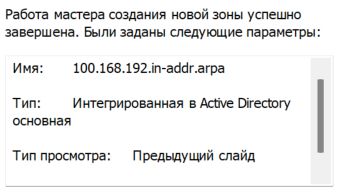 Работа мастера создания новой зоны успешно
завершена. Были заданы следующие параметры:
Имя: 100.168.192.in-addr.arpa
Тип: Интегрированная в Active Directory
основная
Тип просмотра: Предыдущий слайд